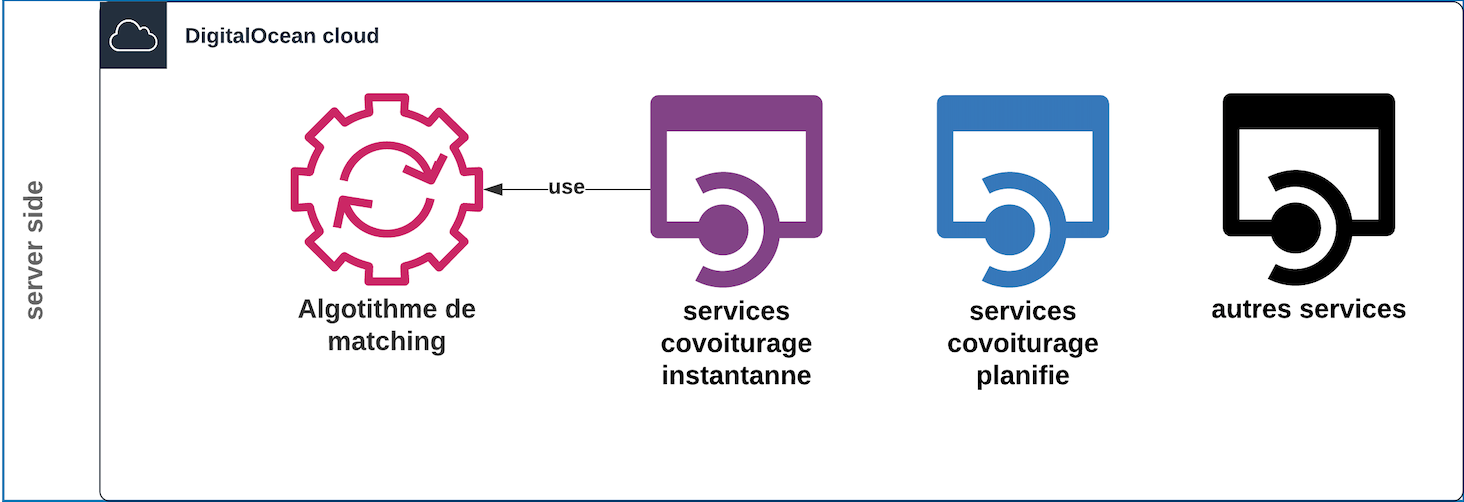 DigitalOcean cloud
server side
use
Algotithme de
matching
services
covoiturage
instantanne
services
covoiturage
planifie
autres services